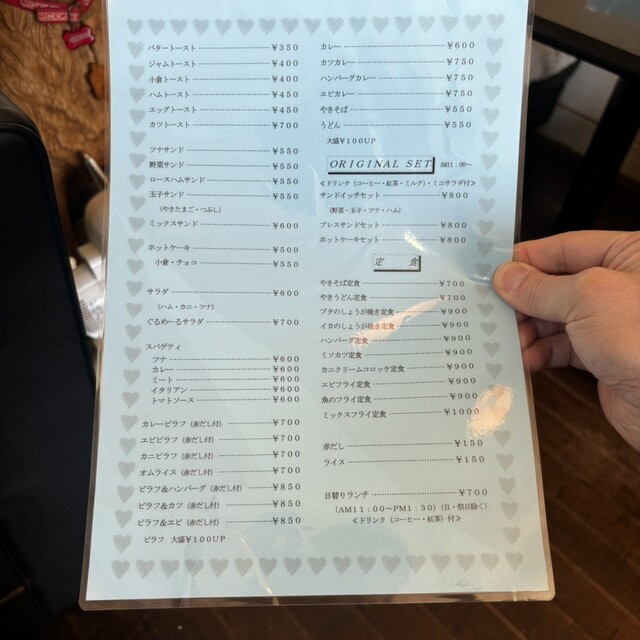 バタートースト ¥350
ジャムトースト ¥400
小倉トースト ¥400
ハムトースト ¥450
エッグトースト ¥450
カツトースト ¥700
ツナサンド ¥550
野菜サンド ¥550
ロースハムサンド ¥550
玉子サンド ¥550
(やきたまご・つぶし)
ミックスサンド ¥600
ホットケーキ ¥500
小倉・チョコ ¥550
サラダ ¥600
(ハム・カニ・ツナ)
ぐるめーるサラダ ¥700
スパゲティ
ツナ ¥600
カレー ¥600
ミート ¥600
イタリアン ¥600
トマトソース ¥600
カレーピラフ(赤だし付) ¥700
エビピラフ(赤だし付) ¥700
カニピラフ(赤だし付) ¥700
オムライス(赤だし付) ¥700
ピラフ&ハンバーグ(赤だし付) ¥850
ピラフ&カツ(赤だし付) ¥850
ピラフ&エビ(赤だし付) ¥850
ピラフ 大盛¥100UP
カレー ¥600
カツカレー ¥750
ハンバーグカレー ¥750
エビカレー ¥750
やきそば ¥550
うどん ¥550
大盛¥100UP
ORIGINAL SET AM11:00〜
≪ドリンク(コーヒー・紅茶・ミルク)・ミニサラダ付≫
サンドイッチセット ¥800
(野菜・玉子・ツナ・ハム)
プレスサンドセット ¥800
ホットケーキセット ¥800
定 食
やきそば定食 ¥700
やきうどん定食 ¥700
ブタのしょうが焼き定食 ¥900
イカのしょうが焼き定食 ¥900
ハンバーグ定食 ¥900
ミソカツ定食 ¥900
カニクリームコロッケ定食 ¥900
エビフライ定食 ¥900
魚のフライ定食 ¥900
ミックスフライ定食 ¥1000
赤だし ¥150
ライス ¥150
日替りランチ ¥700
(AM11:00〜PM1:30)(日・祭日除く)
≪ドリンク(コーヒー・紅茶)付≫